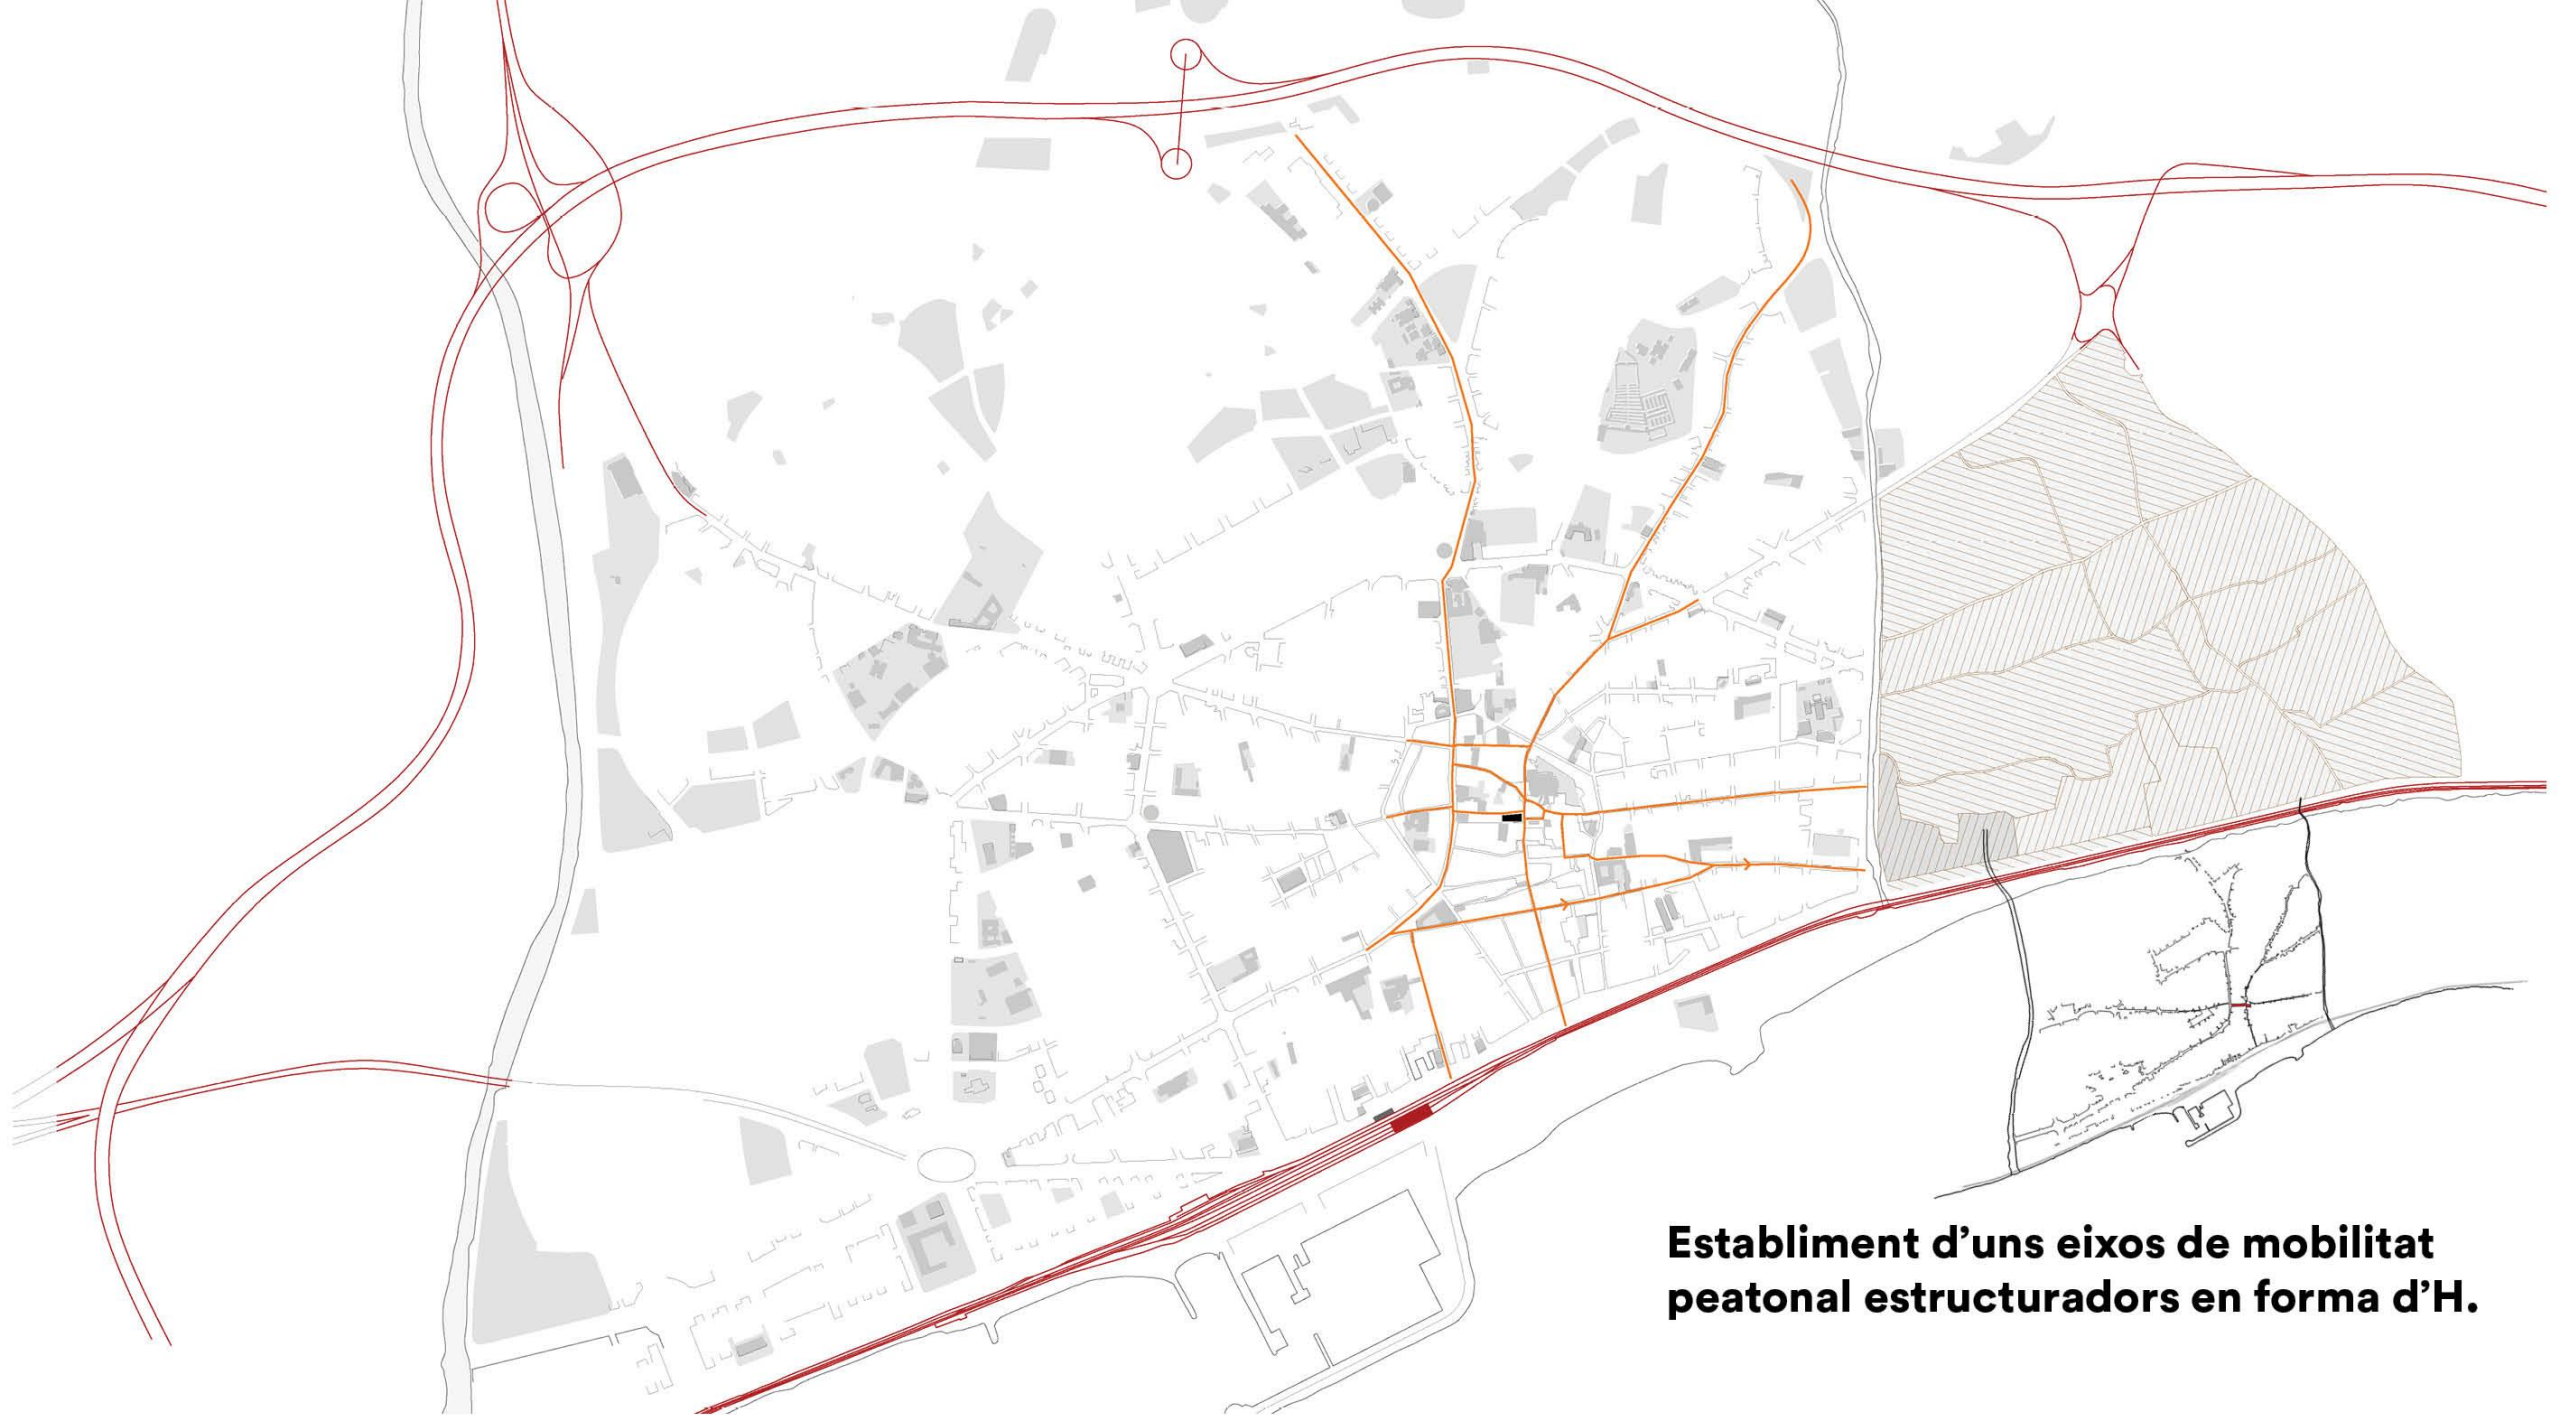 Establiment d’uns eixos de mobilitat
peatonal estructuradors en forma d’H.